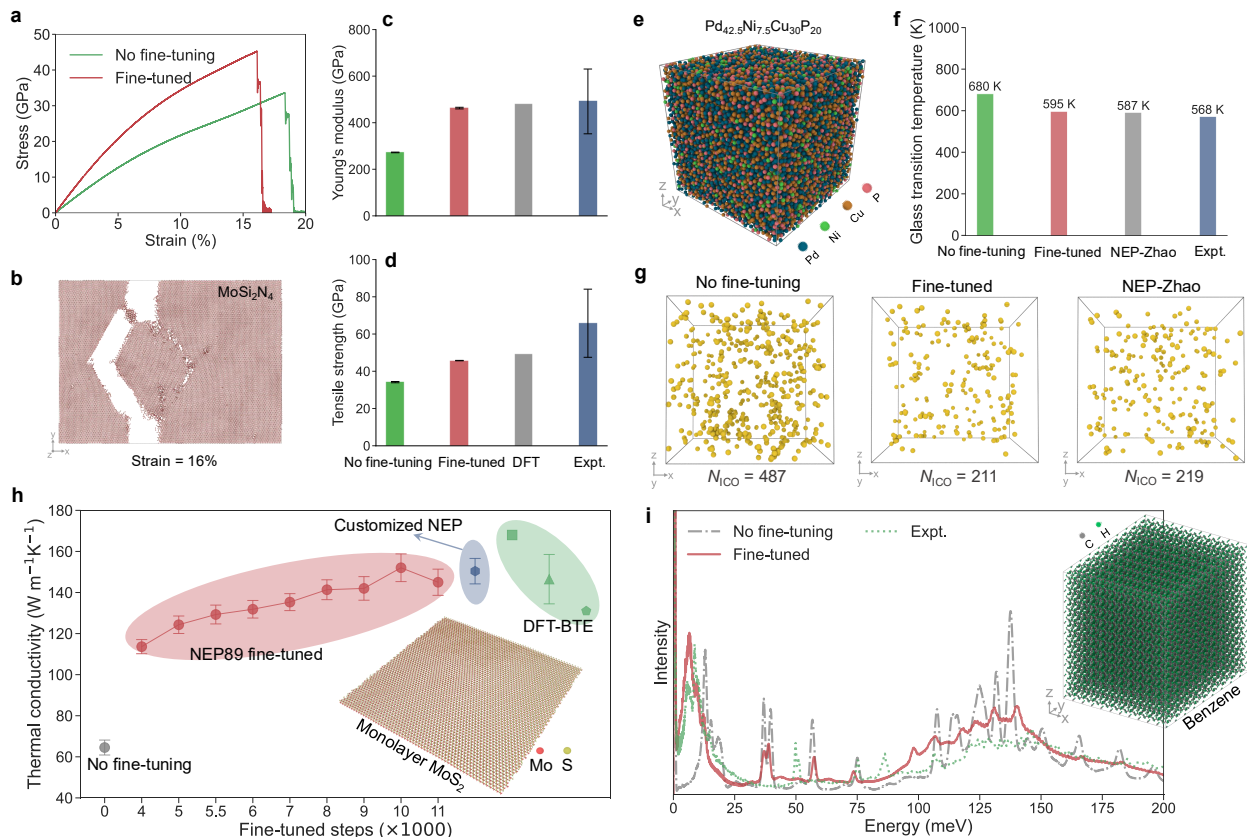 a
Stress (GPa)
50
40
30
20
10
0
No fine-tuning
Fine-tuned
0 5 10 15 20
Strain (%)
b
MoSi₂N₄
y
z x
Strain = 16%
c
Young's modulus (GPa)
800
600
400
200
0
d
Tensile strength (GPa)
100
80
60
40
20
0
No fine-tuning Fine-tuned DFT Expt.
e
Pd₄₂.₅Ni₇.₅Cu₃₀P₂₀
z
y
x
Pd Ni Cu P
f
Glass transition temperature (K)
1000
800
600
400
200
0
680 K 595 K 587 K 568 K
No fine-tuning Fine-tuned NEP-Zhao Expt.
g
No fine-tuning Fine-tuned NEP-Zhao
z z z
y x y x y x
N_ICO = 487 N_ICO = 211 N_ICO = 219
h
Thermal conductivity (W m⁻¹K⁻¹)
180
160
140
120
100
80
60
40
Customized NEP
DFT-BTE
NEP89 fine-tuned
No fine-tuning
Monolayer MoS₂
Mo S
0 4 5 5.5 6 7 8 9 10 11
Fine-tuned steps (×1000)
i
Intensity
No fine-tuning Expt.
Fine-tuned
C H
z
y
x
Benzene
0 25 50 75 100 125 150 175 200
Energy (meV)